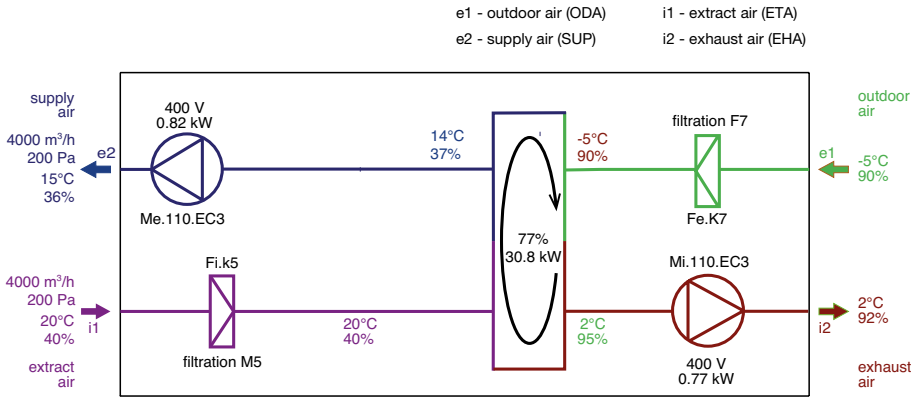 e1 - outdoor air (ODA)
i1 - extract air (ETA)
e2 - supply air (SUP)
i2 - exhaust air (EHA)
supply
air
4000 m³/h
200 Pa
e2
15°C
36%
400 V
0.82 kW
Me.110.EC3
14°C
37%
-5°C
90%
filtration F7
Fe.K7
outdoor
air
e1
-5°C
90%
77%
30.8 kW
4000 m³/h
200 Pa
20°C
i1
40%
extract
air
Fi.k5
filtration M5
20°C
40%
2°C
95%
Mi.110.EC3
400 V
0.77 kW
2°C
i2
92%
exhaust
air